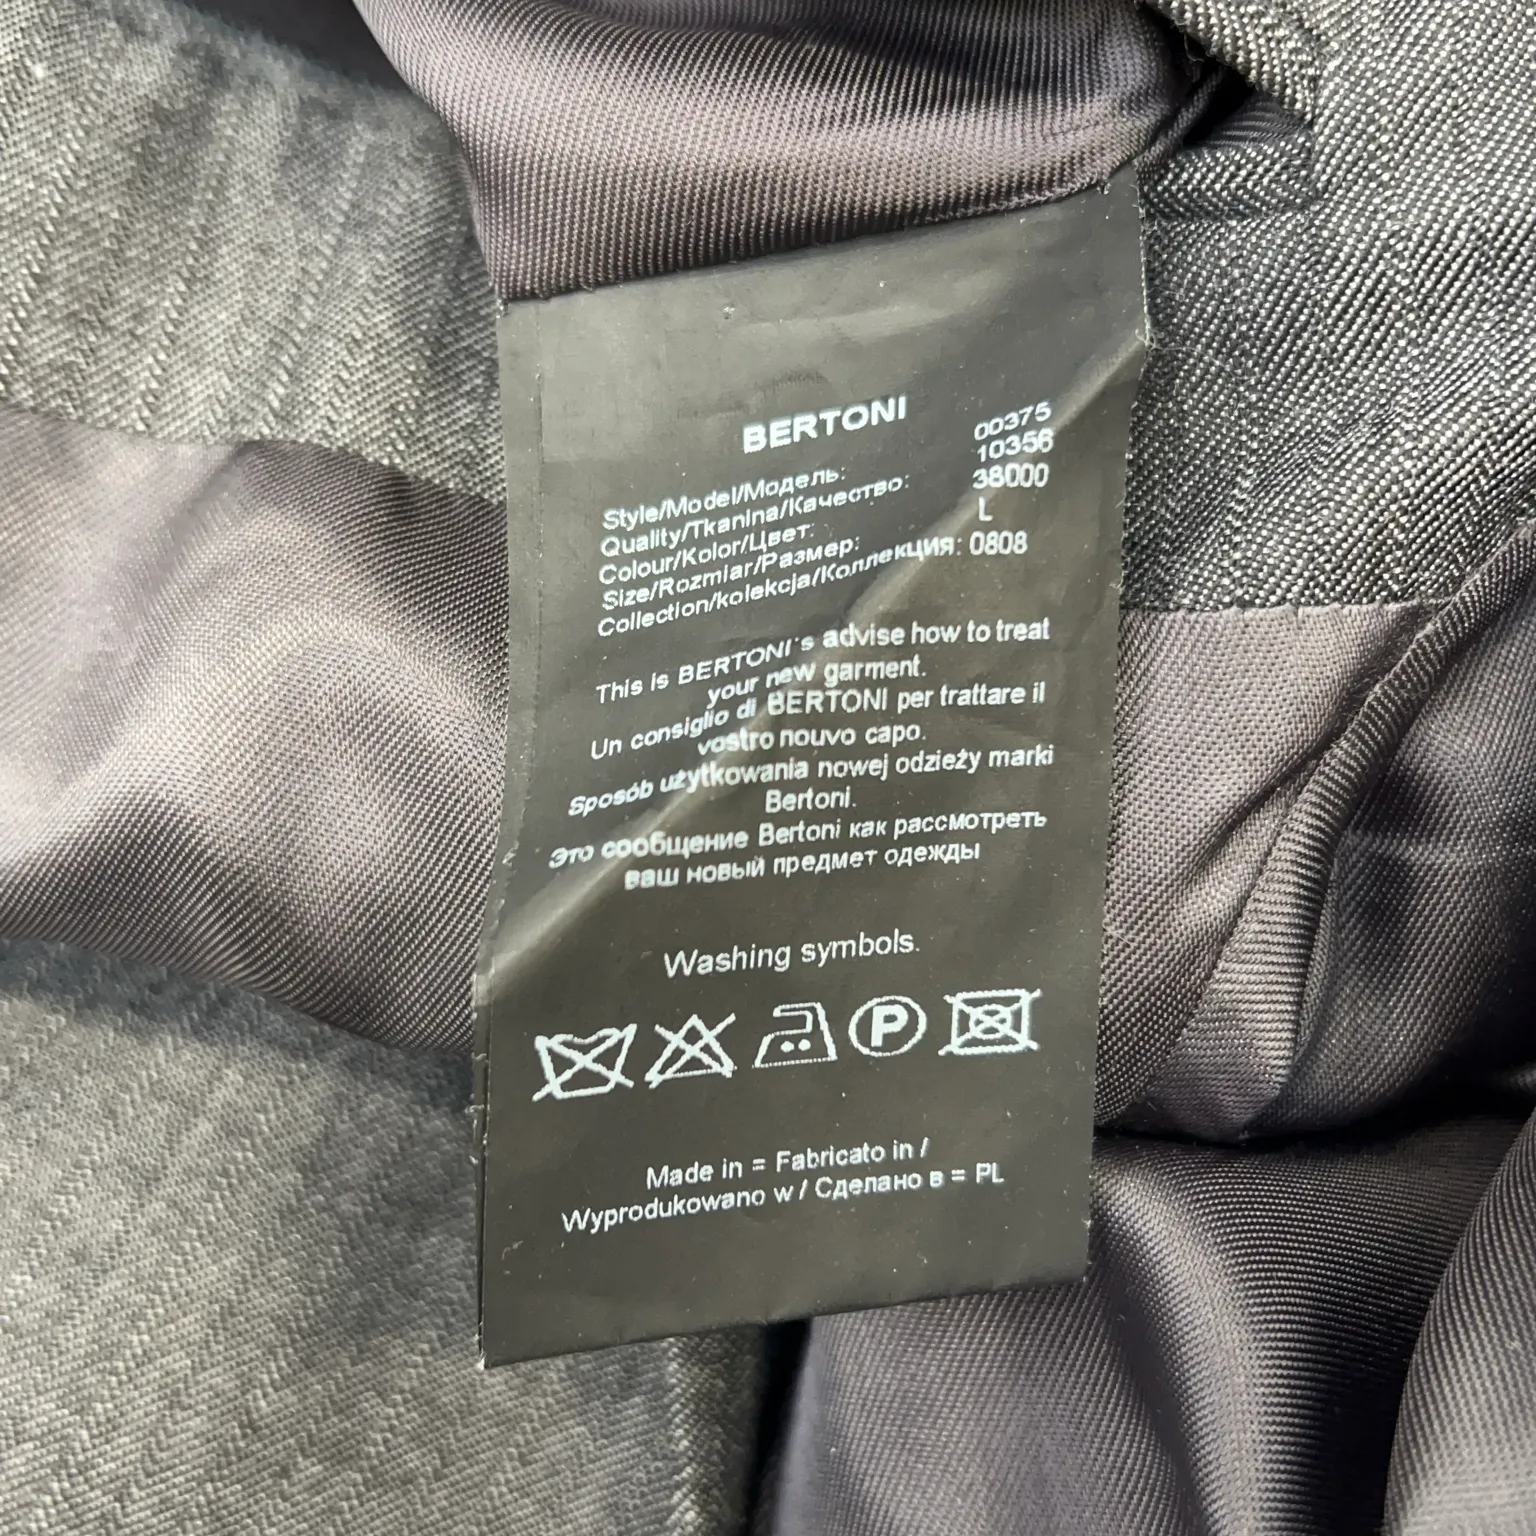 BERTONI
Style/Model/Модель: 00375
Quality/Tkanina/Качество: 10356
Colour/Kolor/Цвет: 38000
Size/Rozmiar/Размер: L
Collection/kolekcja/Коллекция: 0808
This is BERTONI´s advise how to treat
your new garment.
Un consiglio di BERTONI per trattare il
vostro nouvo capo.
Sposób użytkowania nowej odzieży marki
Bertoni.
Это сообщение Bertoni как рассмотреть
ваш новый предмет одежды
Washing symbols.
P
Made in = Fabricato in /
Wyprodukowano w / Сделано в = PL